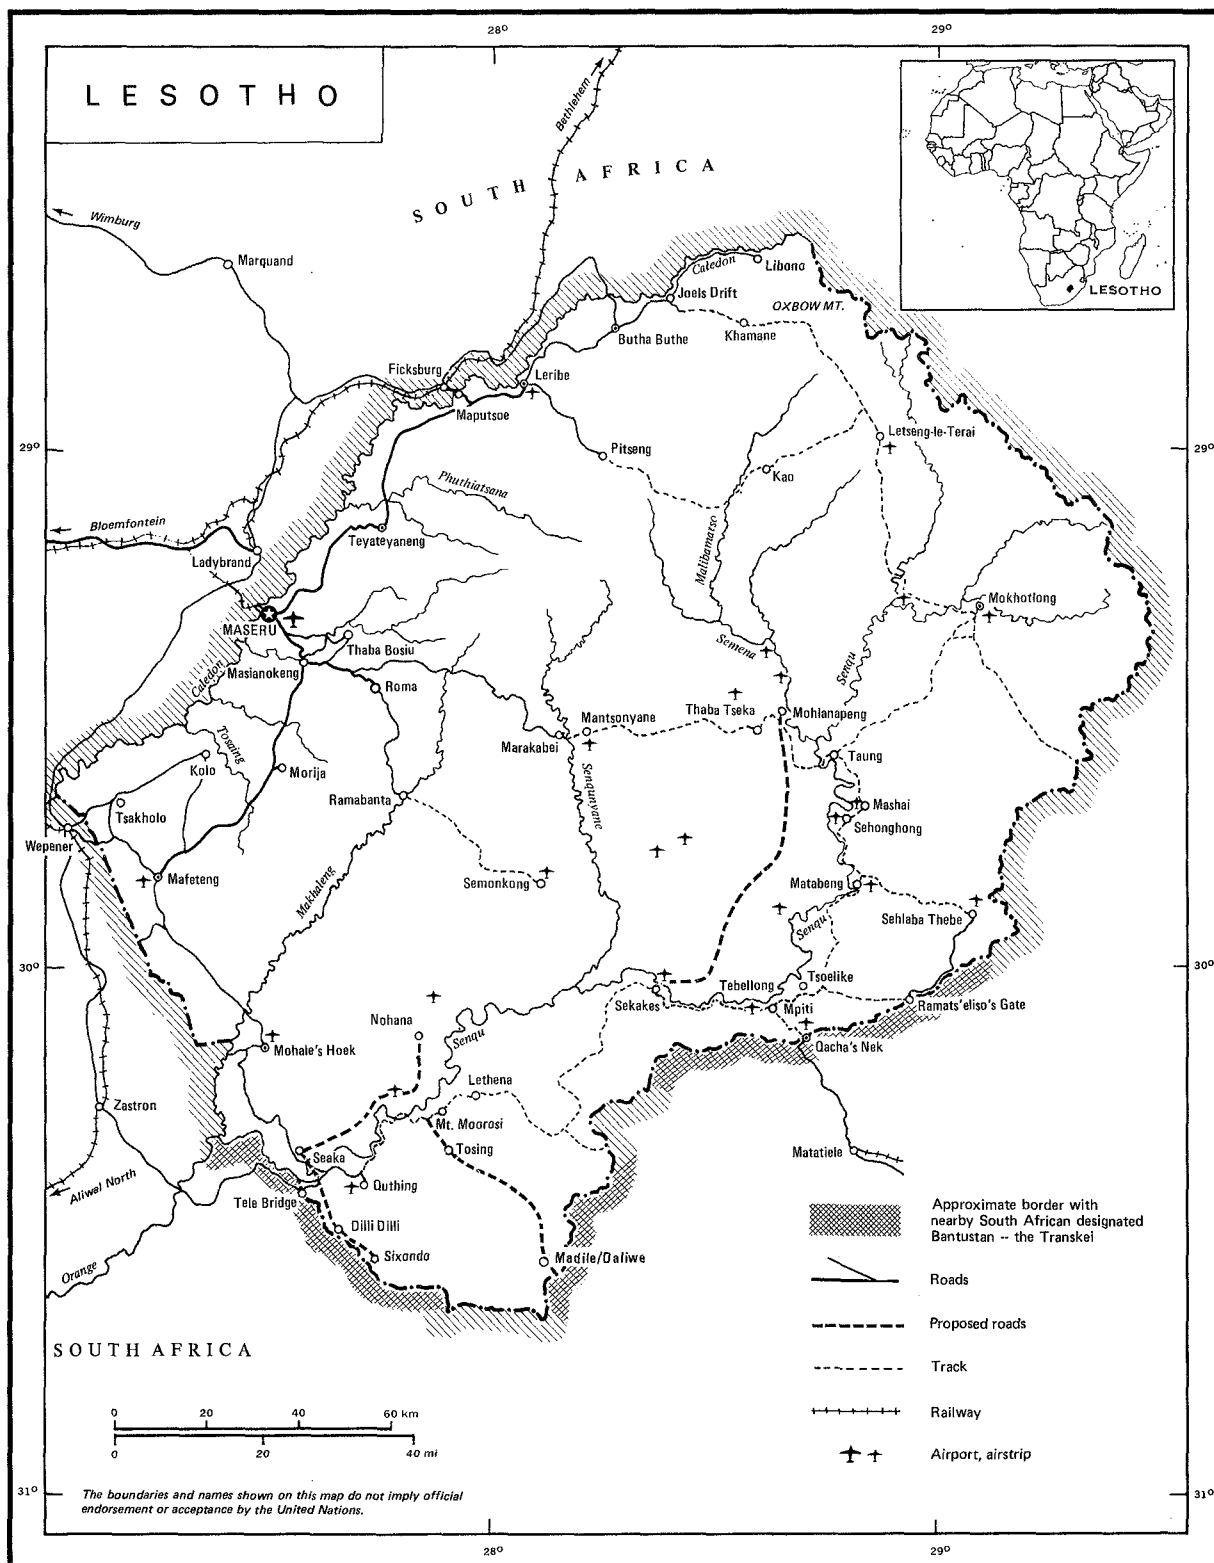 28°
29°
LESOTHO
Bethlehem
SOUTH AFRICA
Wimburg
Marquand
LESOTHO
Caledon
Libono
Joels Drift
OXBOW MT.
Butha Buthe
Khamane
Ficksburg
Leribe
Maputsoe
29°
29°
Letseng-le-Terai
Pitseng
Kao
Phuthiatsana
Bloemfontein
Teyateyaneng
Ladybrand
Malibamatso
Mokhotlong
MASERU
Thaba Bosiu
Semena
Senqu
Masianokeng
Caledon
Roma
Thaba Tseka
Mohlanapeng
Mantsonyane
Tosaing
Marakabei
Taung
Kolo
Morija
Senqunyane
Ramabanta
Tsakholo
Mashai
Sehonghong
Wepener
Mafeteng
Makhaleng
Semonkong
Matabeng
Senqu
Sehlaba Thebe
30°
30°
Tsoelike
Tebellong
Sekakes
Mpiti
Ramats'eliso's Gate
Nohana
Senqu
Mohale's Hoek
Qacha's Nek
Lethena
Zastron
Mt. Moorosi
Tosing
Seaka
Matatiele
Aliwel North
Quthing
Tele Bridge
Dilli Dilli
Sixondo
Madile/Daliwe
Orange
Approximate border with
nearby South African designated
Bantustan -- the Transkei
Roads
Proposed roads
Track
Railway
Airport, airstrip
SOUTH AFRICA
0 20 40 60 km
0 20 40 mi
The boundaries and names shown on this map do not imply official
endorsement or acceptance by the United Nations.
31°
31°
28°
29°